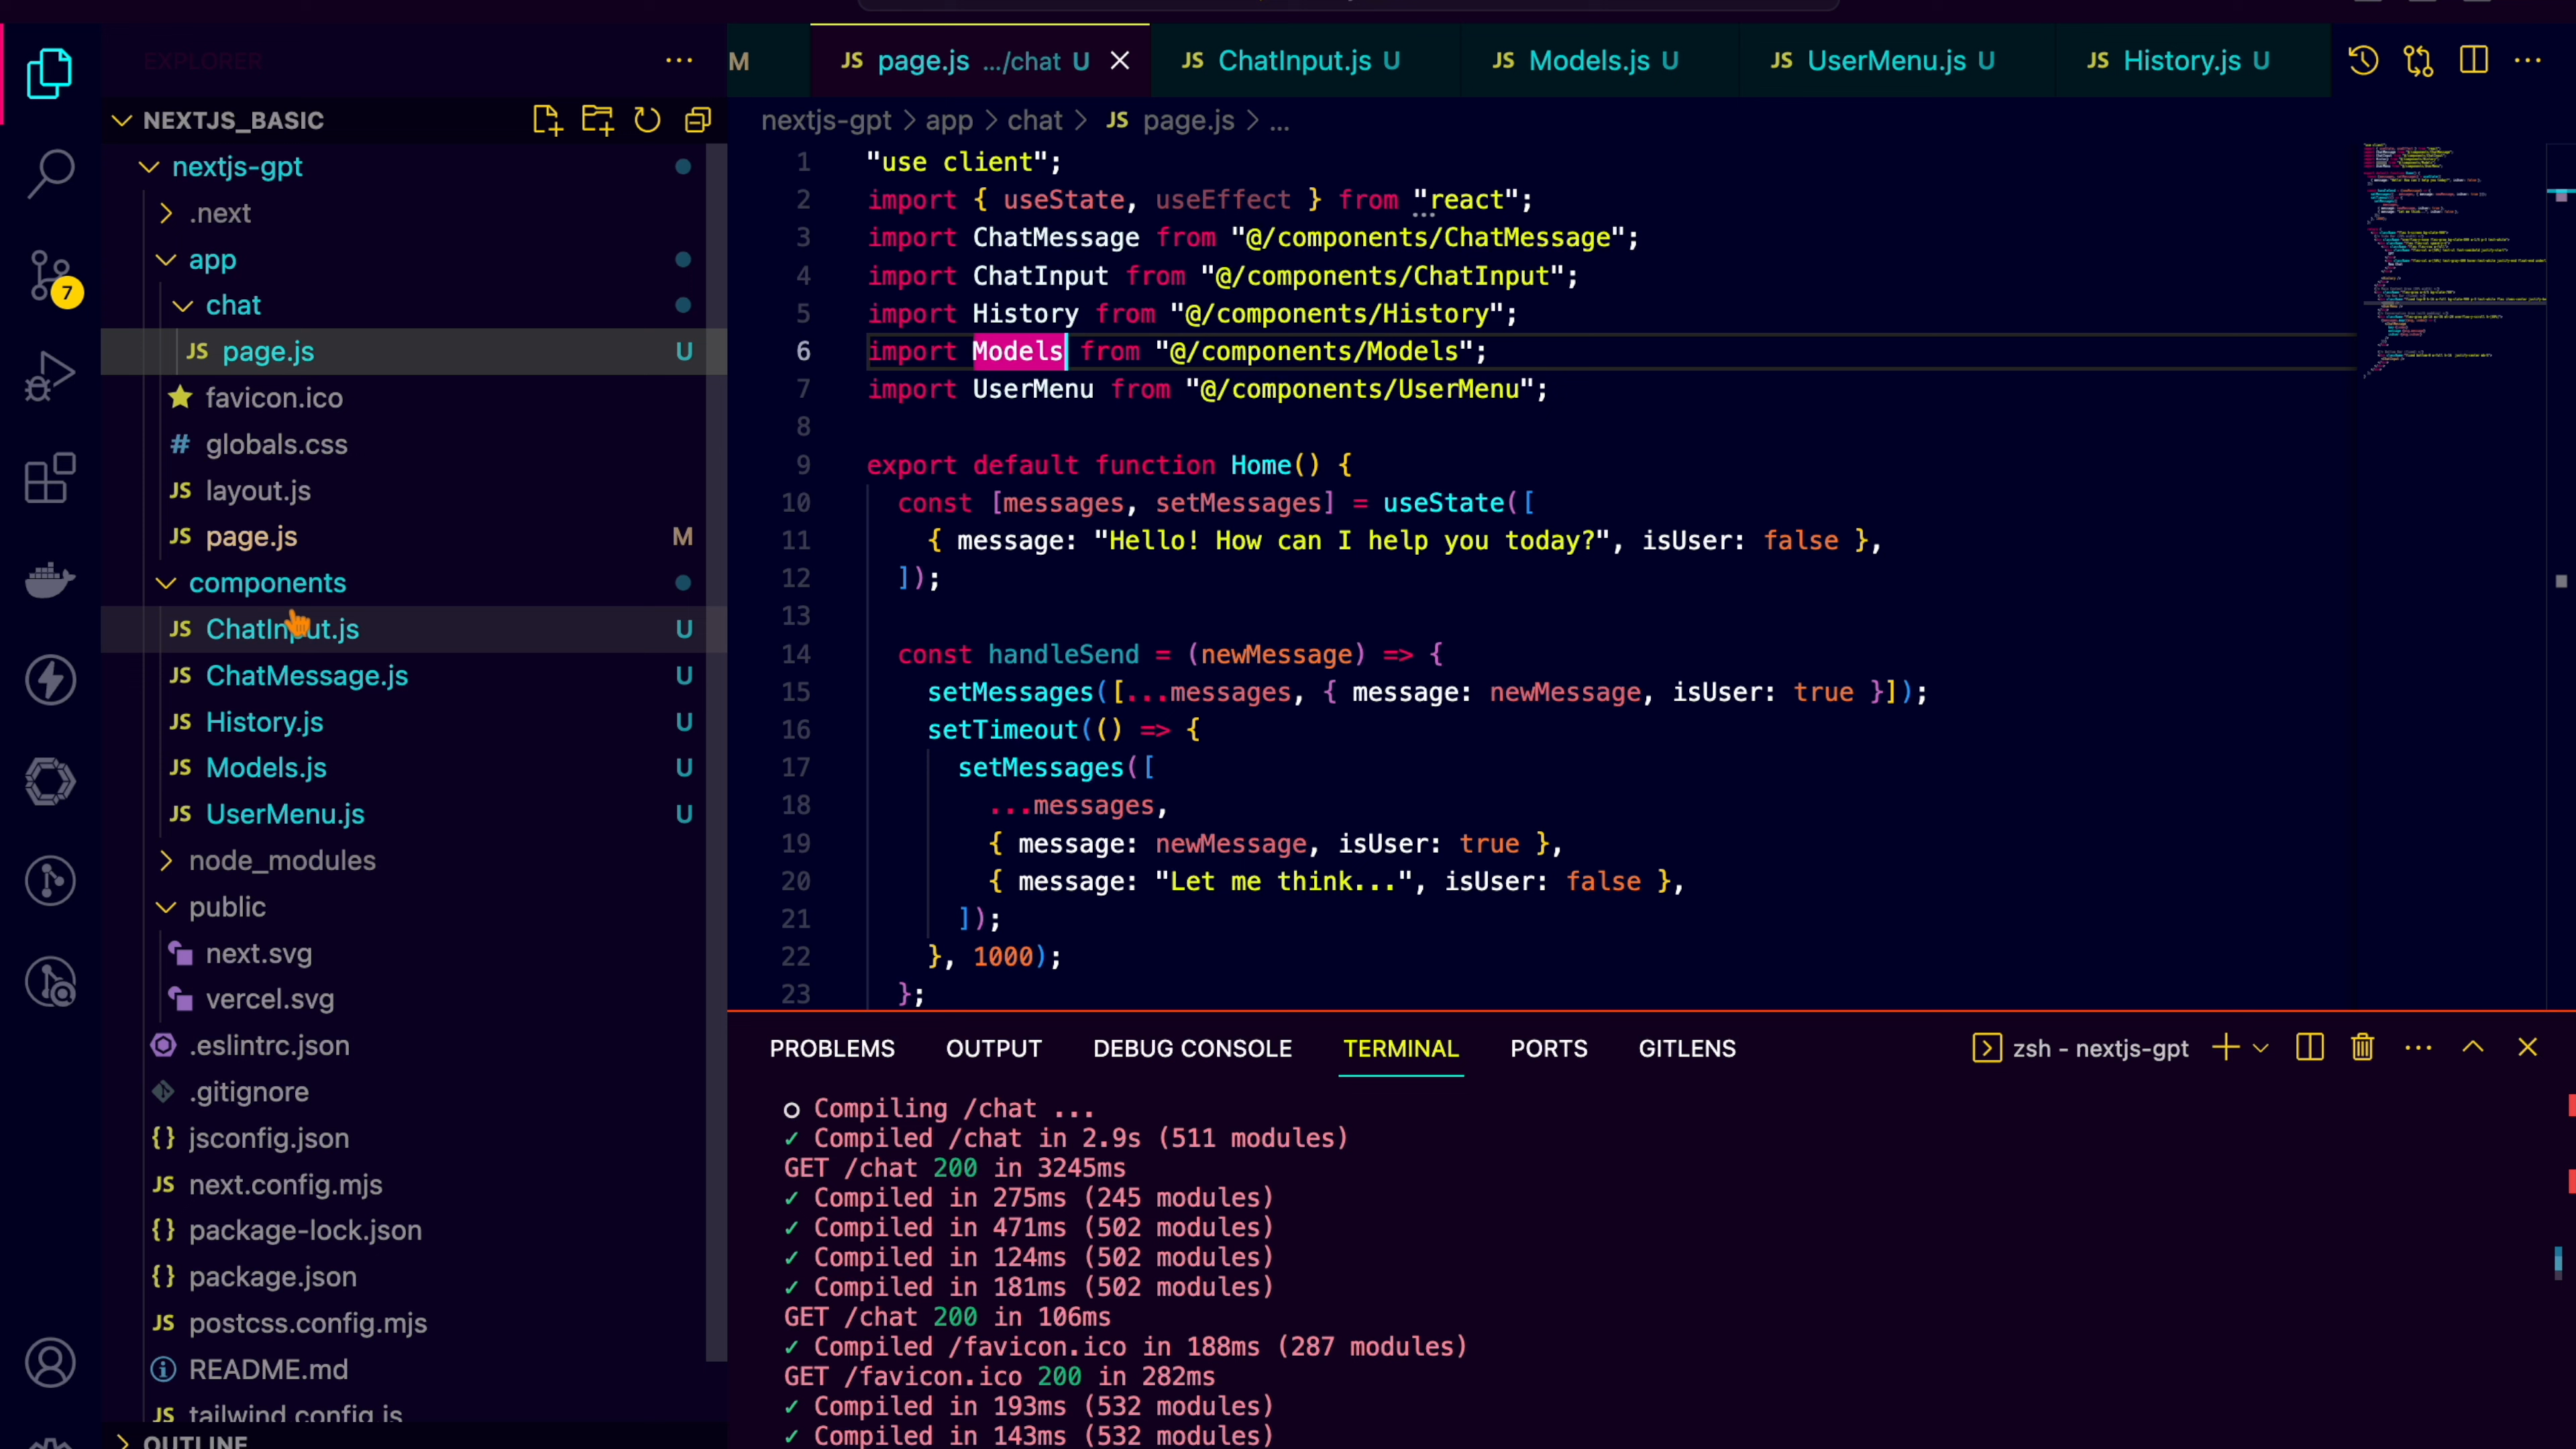 EXPLORER
NEXTJS_BASIC
nextjs-gpt
.next
app
chat
JS page.js U
favicon.ico
# globals.css
JS layout.js
JS page.js M
components
JS ChatInput.js U
JS ChatMessage.js U
JS History.js U
JS Models.js U
JS UserMenu.js U
node_modules
public
next.svg
vercel.svg
.eslintrc.json
.gitignore
{} jsconfig.json
JS next.config.mjs
{} package-lock.json
{} package.json
JS postcss.config.mjs
README.md
JS tailwind.config.js
OUTLINE
7
M
JS page.js .../chat U
JS ChatInput.js U
JS Models.js U
JS UserMenu.js U
JS History.js U
nextjs-gpt > app > chat > JS page.js > ...
1 "use client";
2 import { useState, useEffect } from "react";
3 import ChatMessage from "@/components/ChatMessage";
4 import ChatInput from "@/components/ChatInput";
5 import History from "@/components/History";
6 import Models from "@/components/Models";
7 import UserMenu from "@/components/UserMenu";
8
9 export default function Home() {
10 const [messages, setMessages] = useState([
11 { message: "Hello! How can I help you today?", isUser: false },
12 ]);
13
14 const handleSend = (newMessage) => {
15 setMessages([...messages, { message: newMessage, isUser: true }]);
16 setTimeout(() => {
17 setMessages([
18 ...messages,
19 { message: newMessage, isUser: true },
20 { message: "Let me think...", isUser: false },
21 ]);
22 }, 1000);
23 };
PROBLEMS OUTPUT DEBUG CONSOLE TERMINAL PORTS GITLENS
zsh - nextjs-gpt
○ Compiling /chat ...
✓ Compiled /chat in 2.9s (511 modules)
GET /chat 200 in 3245ms
✓ Compiled in 275ms (245 modules)
✓ Compiled in 471ms (502 modules)
✓ Compiled in 124ms (502 modules)
✓ Compiled in 181ms (502 modules)
GET /chat 200 in 106ms
✓ Compiled /favicon.ico in 188ms (287 modules)
GET /favicon.ico 200 in 282ms
✓ Compiled in 193ms (532 modules)
✓ Compiled in 143ms (532 modules)